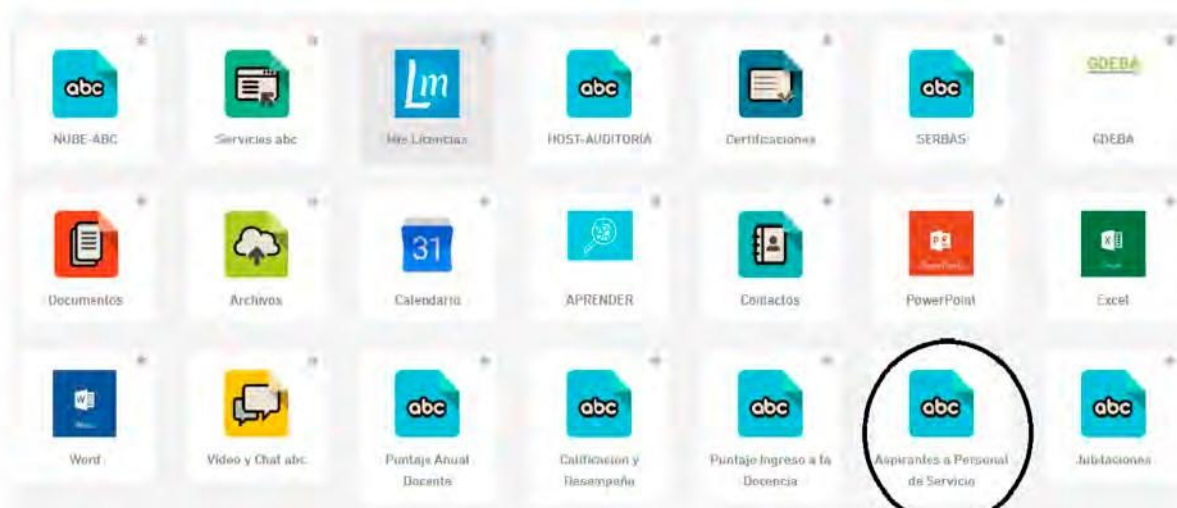 abc
abc
abc
GDEBA
NUBE-ABC
Servicios abc
Lm
Mis Licencias
HOST-AUDITORIA
Certificaciones
SERBAS
GDEBA
31
Documentos
Archivos
Calendario
APRENDER
Contactos
PowerPoint
Excel
abc
abc
abc
abc
abc
Word
Video y Chat abc
Puntaje Anual
Docente
Calificacion y
Desempeño
Puntaje Ingreso a la
Docencia
Aspirantes a Personal
de Servicio
Jubilaciones